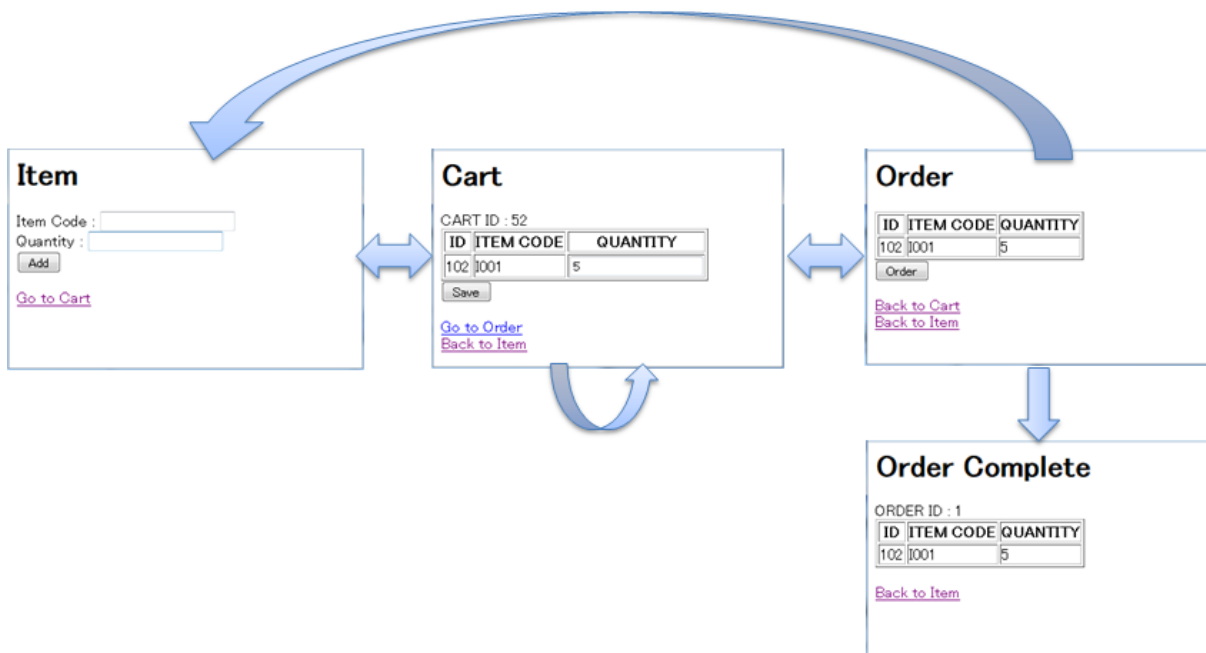 Item
Item Code :
Quantity :
Add
Go to Cart
Cart
CART ID : 52
ID ITEM CODE QUANTITY
102 I001 5
Save
Go to Order
Back to Item
Order
ID ITEM CODE QUANTITY
102 I001 5
Order
Back to Cart
Back to Item
Order Complete
ORDER ID : 1
ID ITEM CODE QUANTITY
102 I001 5
Back to Item